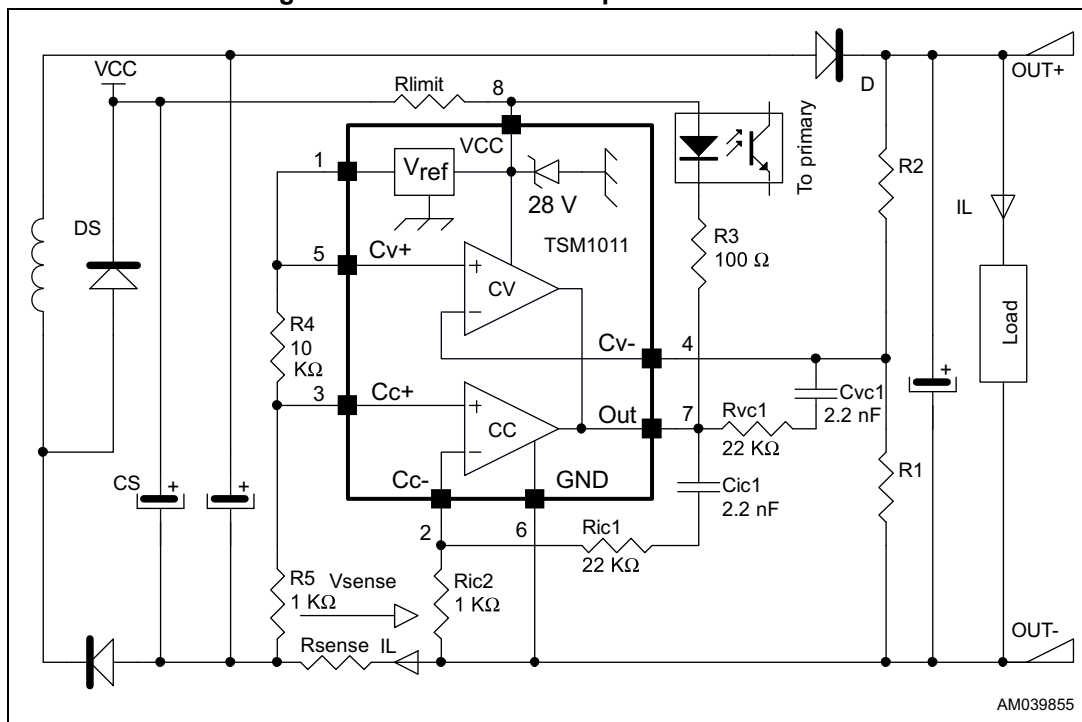 VCC
Rlimit
8
D
OUT+
To primary
1
Vref
VCC
28 V
R2
IL
DS
5
Cv+
TSM1011
R3
100 Ω
CV
Load
R4
10
KΩ
Cv-
4
3
Cc+
Cvc1
2.2 nF
CC
Out
7
Rvc1
22 KΩ
R1
CS
Cc-
GND
Cic1
2.2 nF
2
6
Ric1
22 KΩ
R5
1 KΩ
Vsense
Ric2
1 KΩ
Rsense
IL
OUT-
AM039855